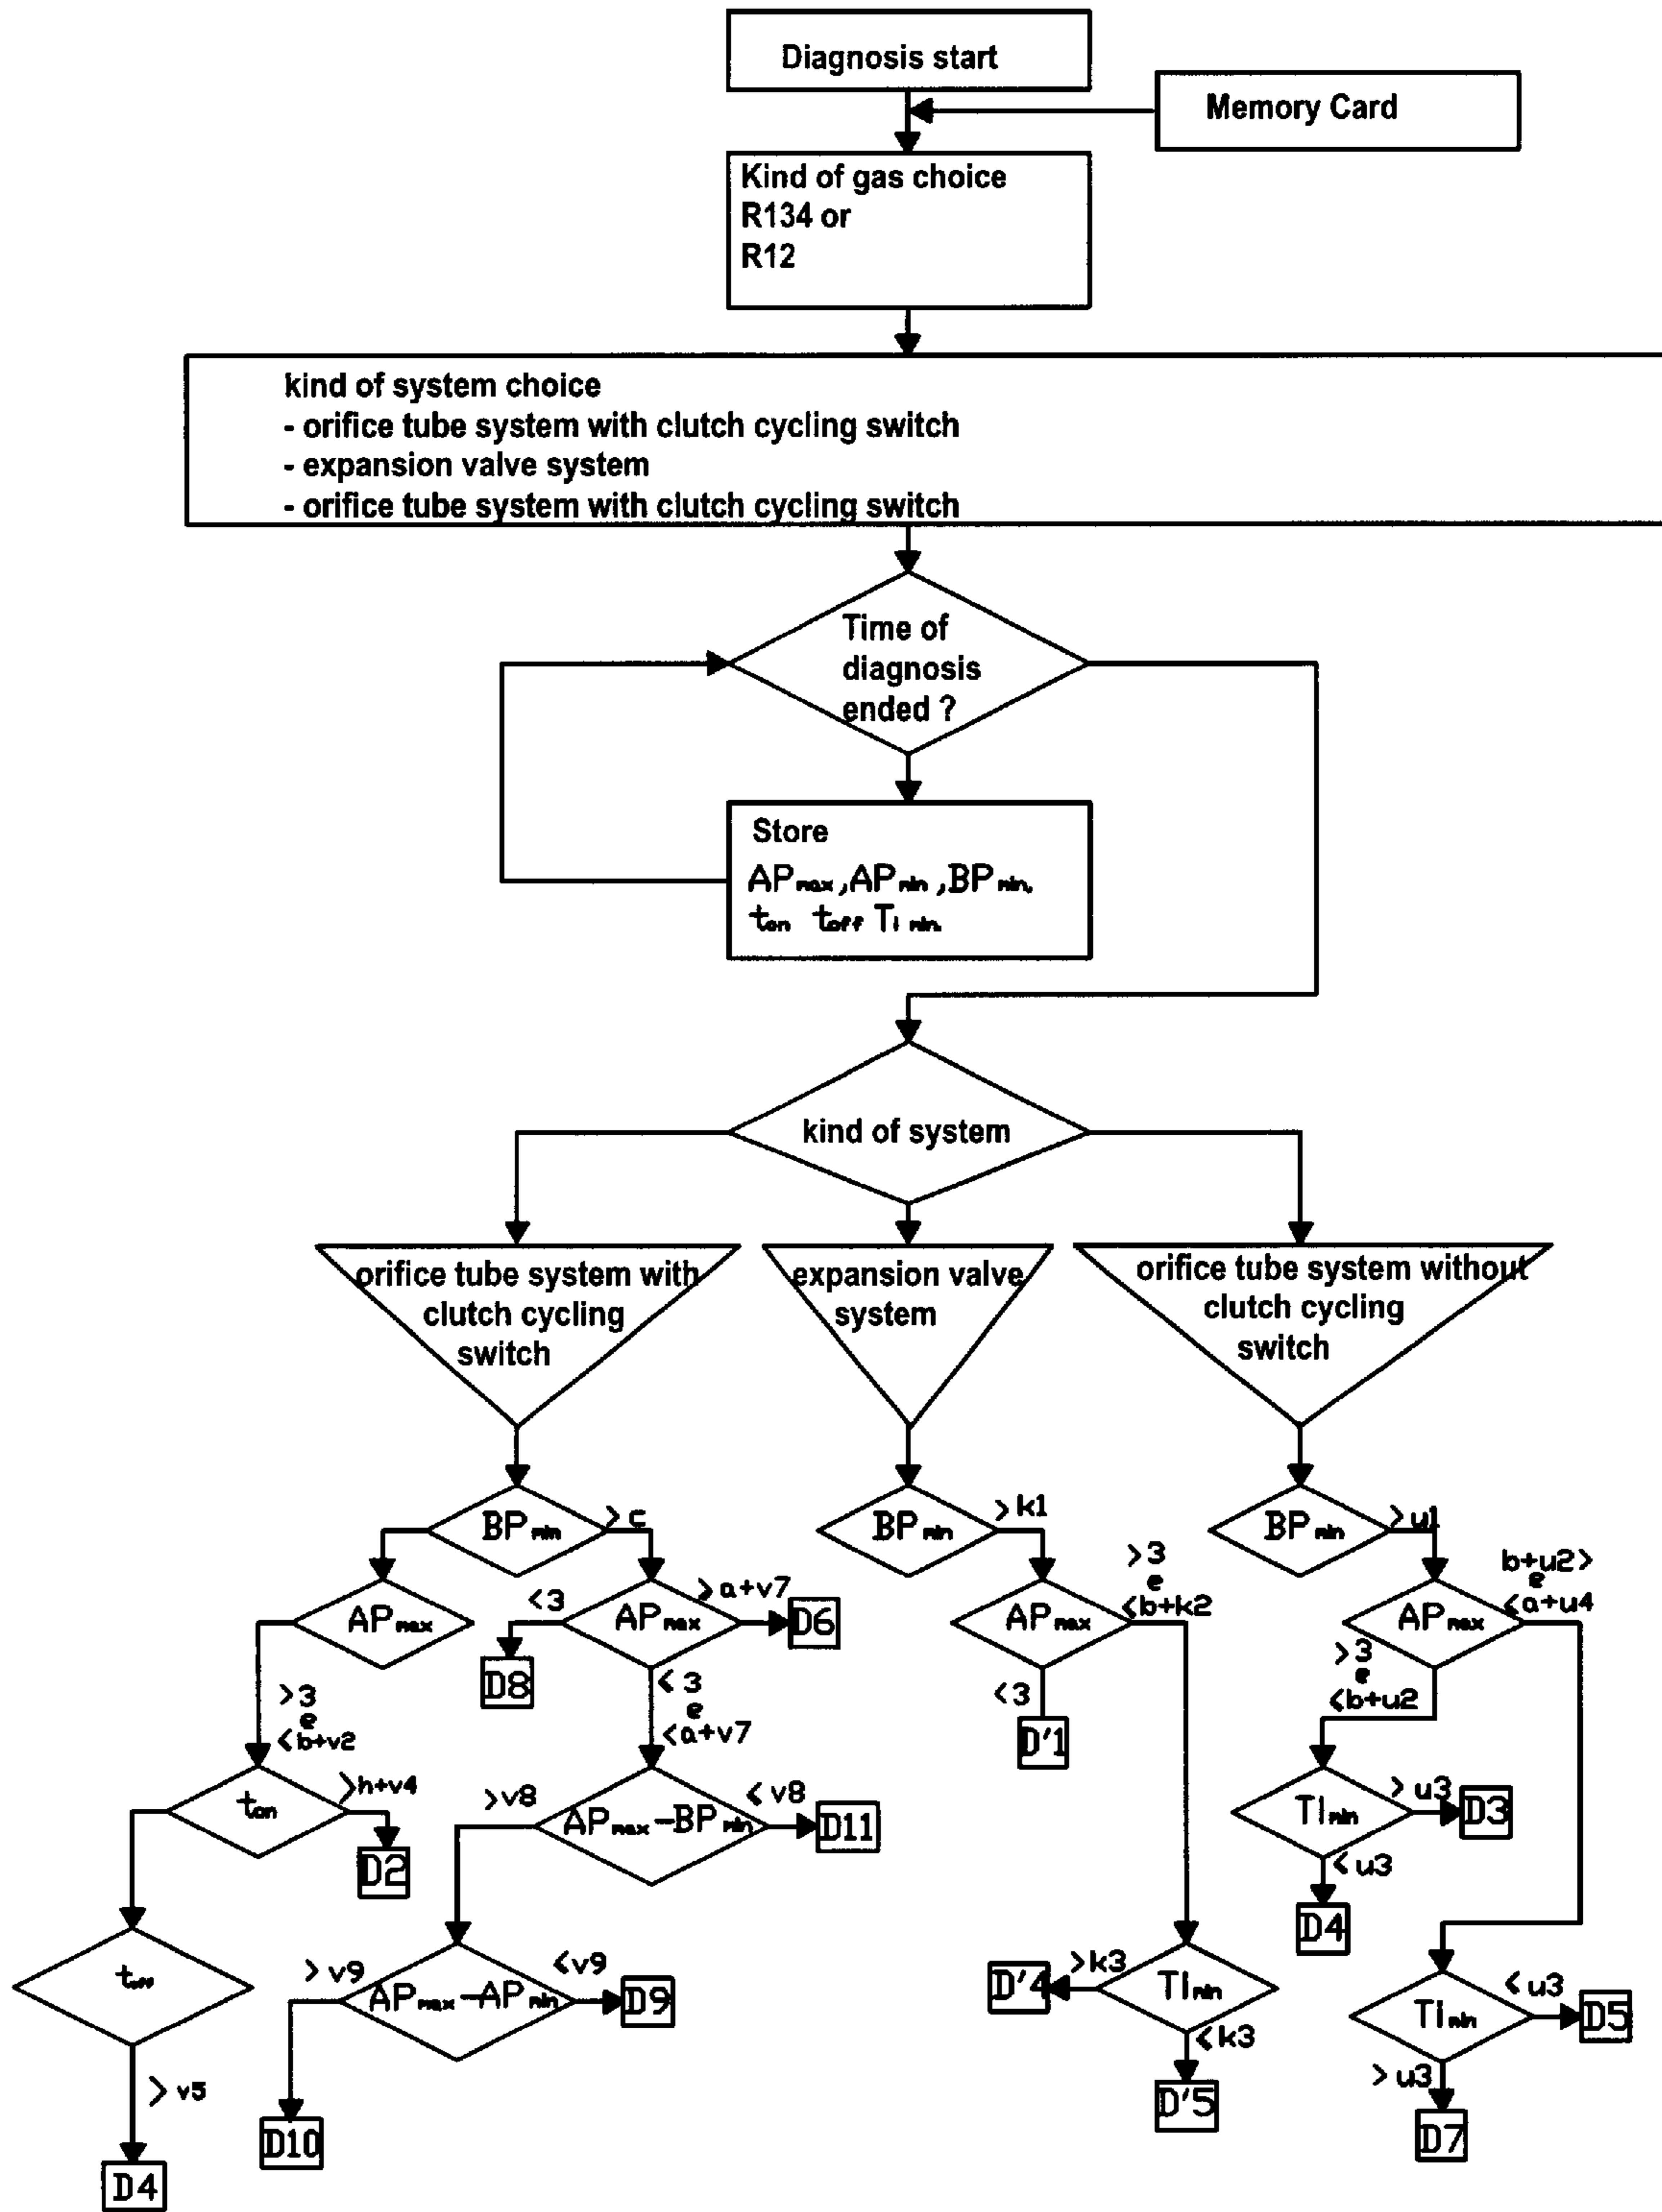 Diagnosis start
Memory Card
Kind of gas choice
R134 or
R12
kind of system choice
- orifice tube system with clutch cycling switch
- expansion valve system
- orifice tube system with clutch cycling switch
Time of
diagnosis
ended ?
Store
APmax,APmin,BPmin.
ton toff Ti min.
kind of system
orifice tube system with
clutch cycling
switch
expansion valve
system
orifice tube system without
clutch cycling
switch
BPmin
>c
APmax
>3
e
<b+v2
ton
>h+v4
D2
toff
>v5
D4
<3
APmax
>a+v7
D6
D8
< 3
e
<a+v7
>v8
APmax-BPmin
<v8
D11
>v9
APmax-APmin
<v9
D9
D10
BPmin
>k1
APmax
>3
e
<b+k2
<3
D'1
>k3
Timin
D'4
<k3
D'5
BPmin
>u1
APmax
b+u2>
e
<a+u4
>3
e
<b+u2
Timin
>u3
D3
<u3
D4
Timin
<u3
D5
>u3
D7